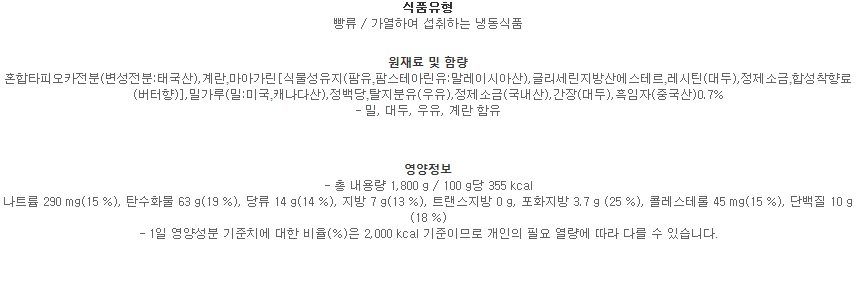 식품유형
빵류 / 가열하여 섭취하는 냉동식품
원재료 및 함량
혼합타피오카전분(변성전분:태국산),계란,마아가린[식물성유지(팜유,팜스테아린유:말레이시아산),글리세린지방산에스테르,레시틴(대두),정제소금,합성착향료
(버터향)],밀가루(밀:미국,캐나다산),정백당,탈지분유(우유),정제소금(국내산),간장(대두),흑임자(중국산)0.7%
- 밀, 대두, 우유, 계란 함유
영양정보
- 총 내용량 1,800 g / 100 g당 355 kcal
나트륨 290 mg(15 %), 탄수화물 63 g(19 %), 당류 14 g(14 %), 지방 7 g(13 %), 트랜스지방 0 g, 포화지방 3.7 g (25 %), 콜레스테롤 45 mg(15 %), 단백질 10 g
(18 %)
- 1일 영양성분 기준치에 대한 비율(%)은 2,000 kcal 기준이므로 개인의 필요 열량에 따라 다를 수 있습니다.